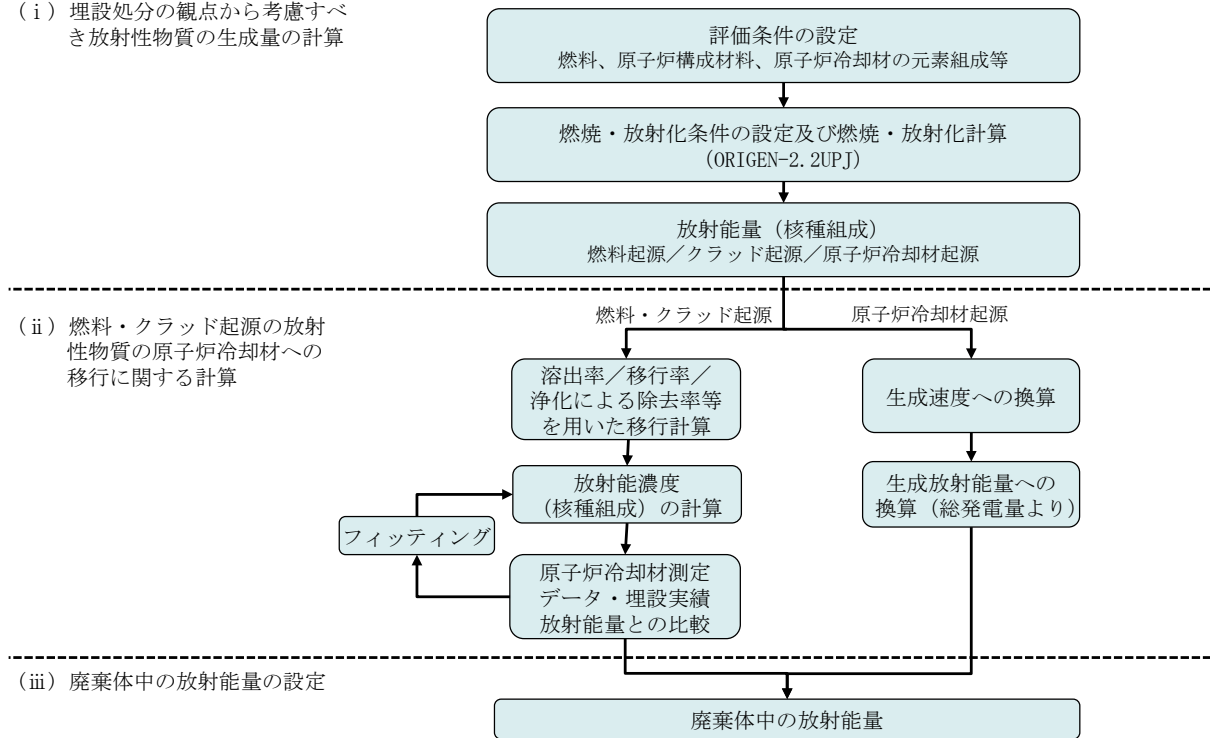 （ⅰ）埋設処分の観点から考慮すべ
き放射性物質の生成量の計算
評価条件の設定
燃料、原子炉構成材料、原子炉冷却材の元素組成等
燃焼・放射化条件の設定及び燃焼・放射化計算
（ORIGEN-2.2UPJ）
放射能量（核種組成）
燃料起源／クラッド起源／原子炉冷却材起源
（ⅱ）燃料・クラッド起源の放射
性物質の原子炉冷却材への
移行に関する計算
燃料・クラッド起源
原子炉冷却材起源
溶出率／移行率／
浄化による除去率等
を用いた移行計算
生成速度への換算
放射能濃度
（核種組成）の計算
生成放射能量への
換算（総発電量より）
フィッティング
原子炉冷却材測定
データ・埋設実績
放射能量との比較
（ⅲ）廃棄体中の放射能量の設定
廃棄体中の放射能量